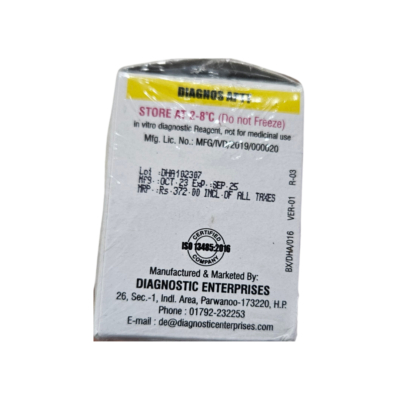 DIAGNOS APTT
STORE AT 2-8°C (Do not Freeze)
in vitro diagnostic Reagent, not for medicinal use
Mfg. Lic. No.: MFG/IVD/2019/000020
Lot : DHA102307
Mfg. : OCT.23 Exp. : SEP.25
MRP. : Rs.372.00 INCL.OF ALL TAXES
CERTIFIED
ISO 13485:2016
COMPANY
Manufactured & Marketed By:
DIAGNOSTIC ENTERPRISES
26, Sec.-1, Indl. Area, Parwanoo-173220, H.P.
Phone : 01792-232253
E-mail : de@diagnosticenterprises.com
BX/DHA/016 VER-01 R-03